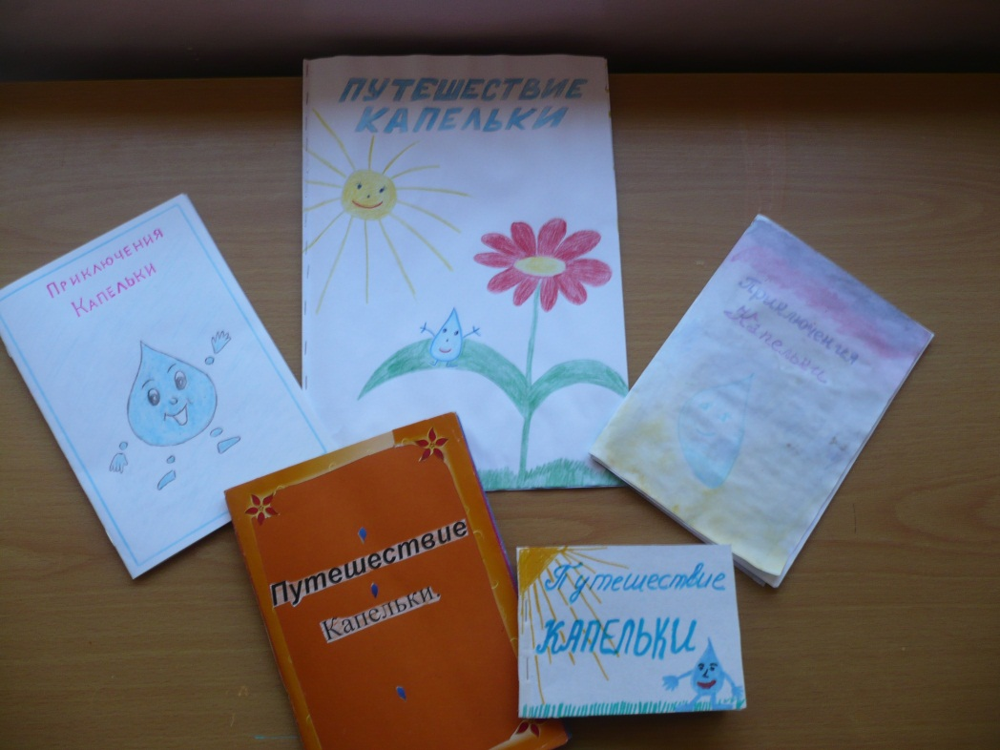 ПУТЕШЕСТВИЕ
КАПЕЛЬКИ
ПРИКЛЮЧЕНИЯ
КАПЕЛЬКИ
Приключения
Капельки
Путешествие
Капельки.
Путешествие
КАПЕЛЬКИ